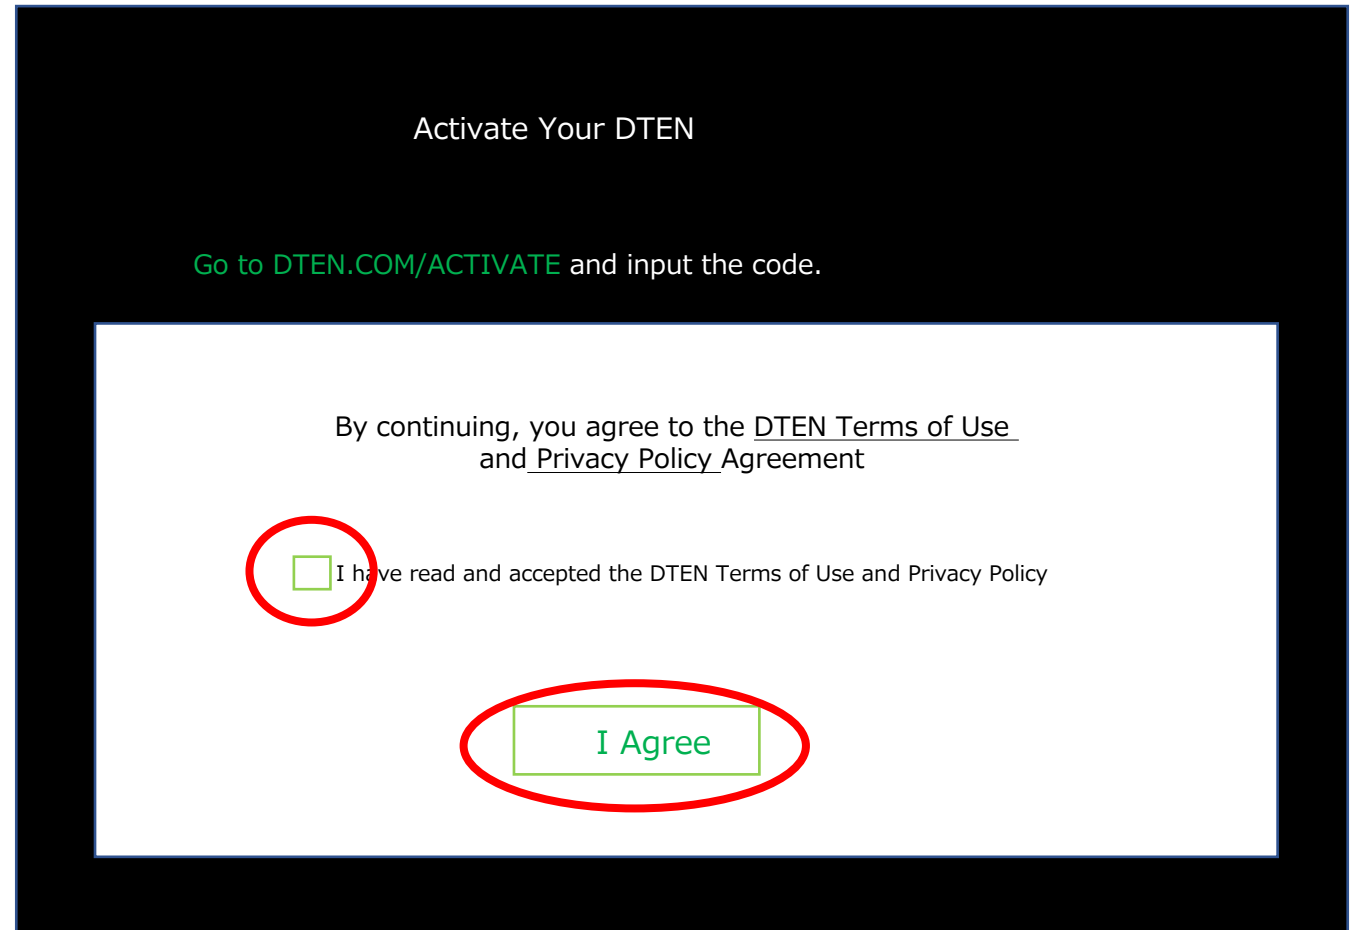 Activate Your DTEN
Go to DTEN.COM/ACTIVATE and input the code.
By continuing, you agree to the DTEN Terms of Use
and Privacy Policy Agreement
I have read and accepted the DTEN Terms of Use and Privacy Policy
I Agree